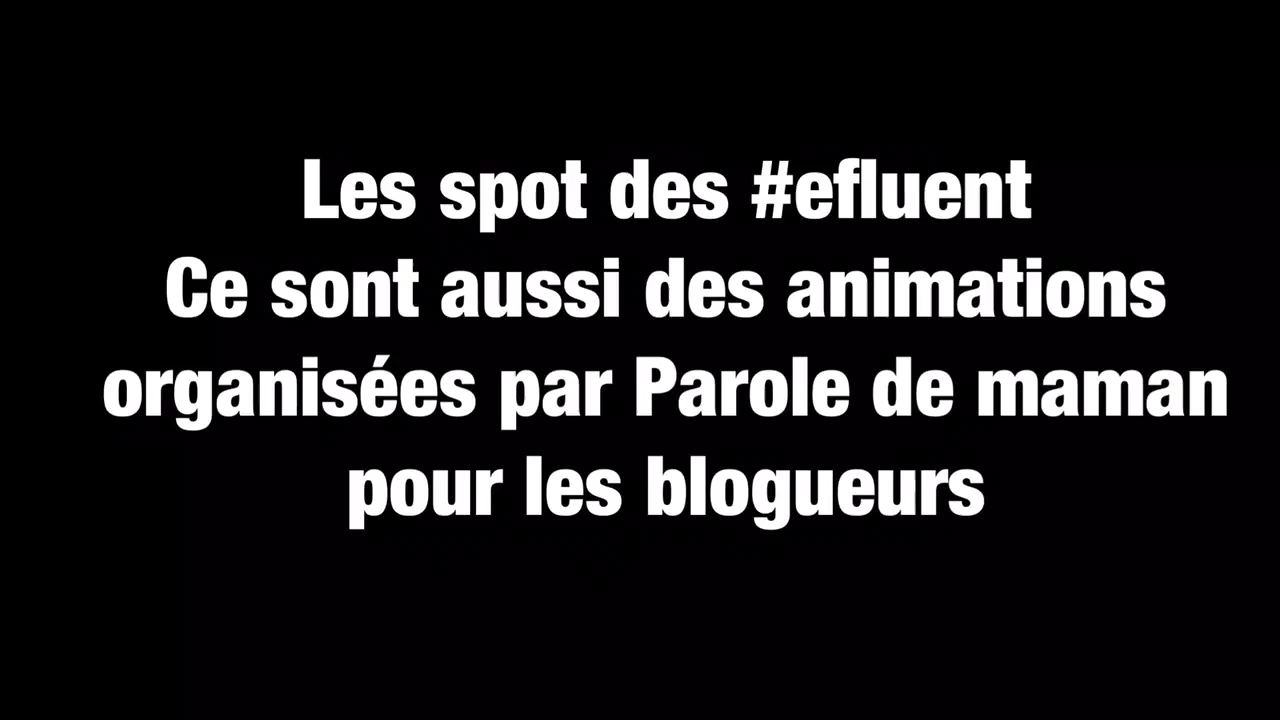 Les spot des #efluent
Ce sont aussi des animations
organisées par Parole de maman
pour les blogueurs